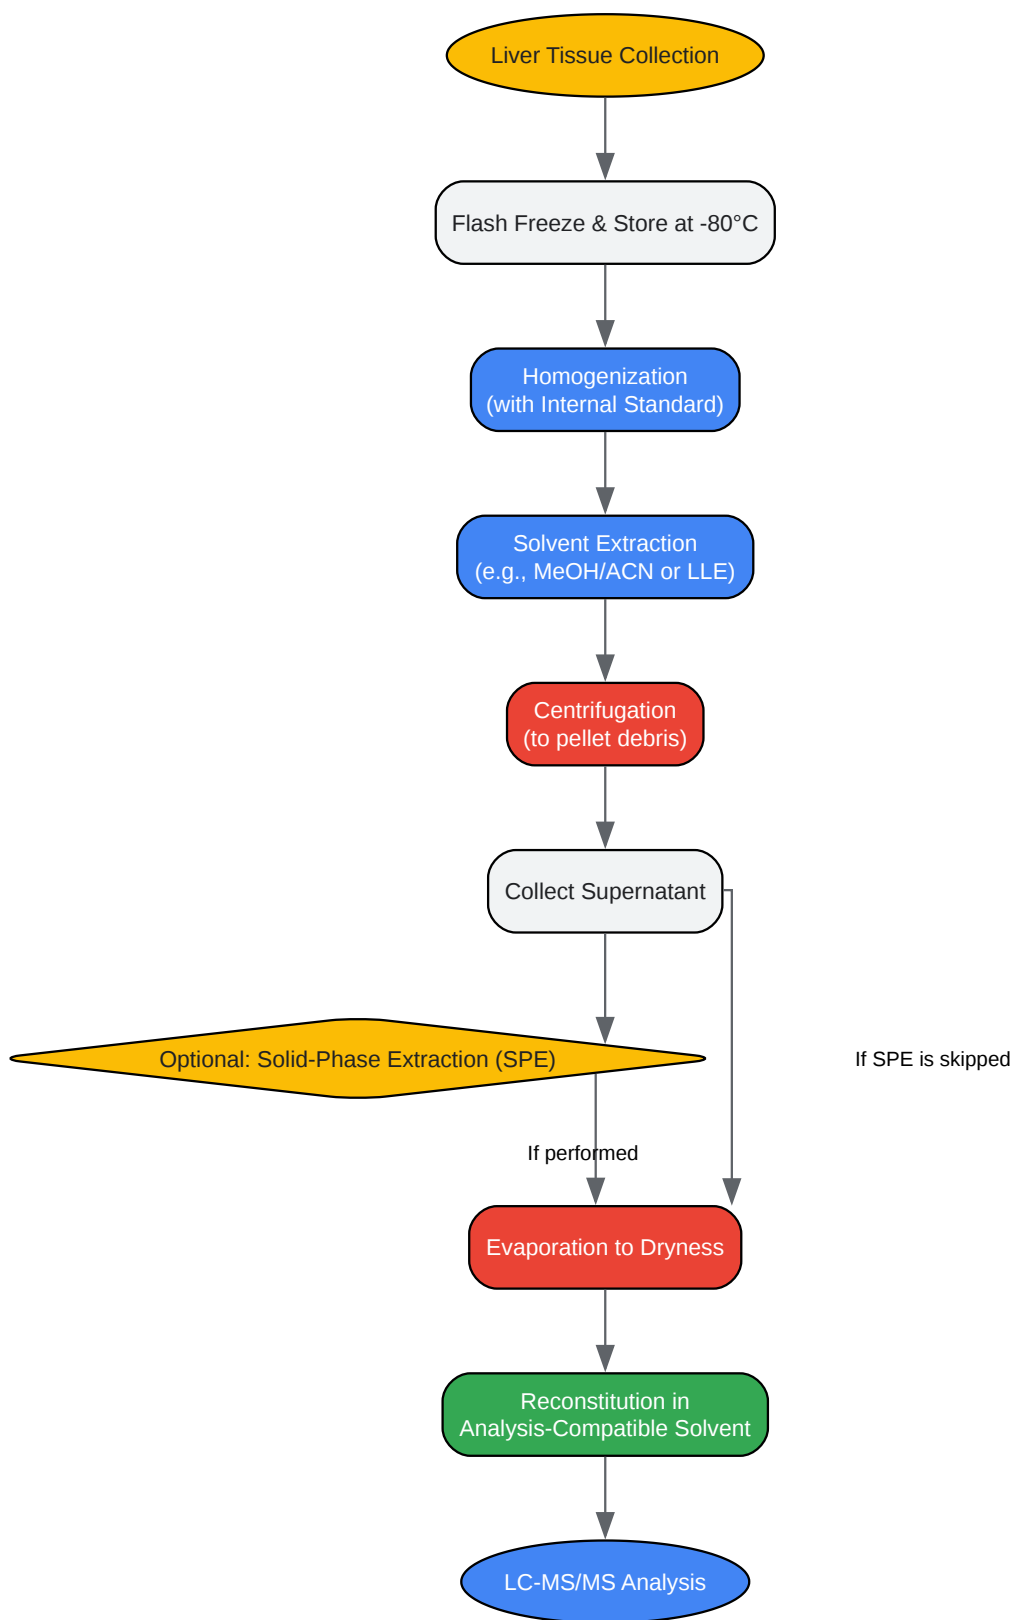 Liver Tissue Collection
Flash Freeze & Store at -80°C
Homogenization
(with Internal Standard)
Solvent Extraction
(e.g., MeOH/ACN or LLE)
Centrifugation
(to pellet debris)
Collect Supernatant
Optional: Solid-Phase Extraction (SPE)
If SPE is skipped
If performed
Evaporation to Dryness
Reconstitution in
Analysis-Compatible Solvent
LC-MS/MS Analysis